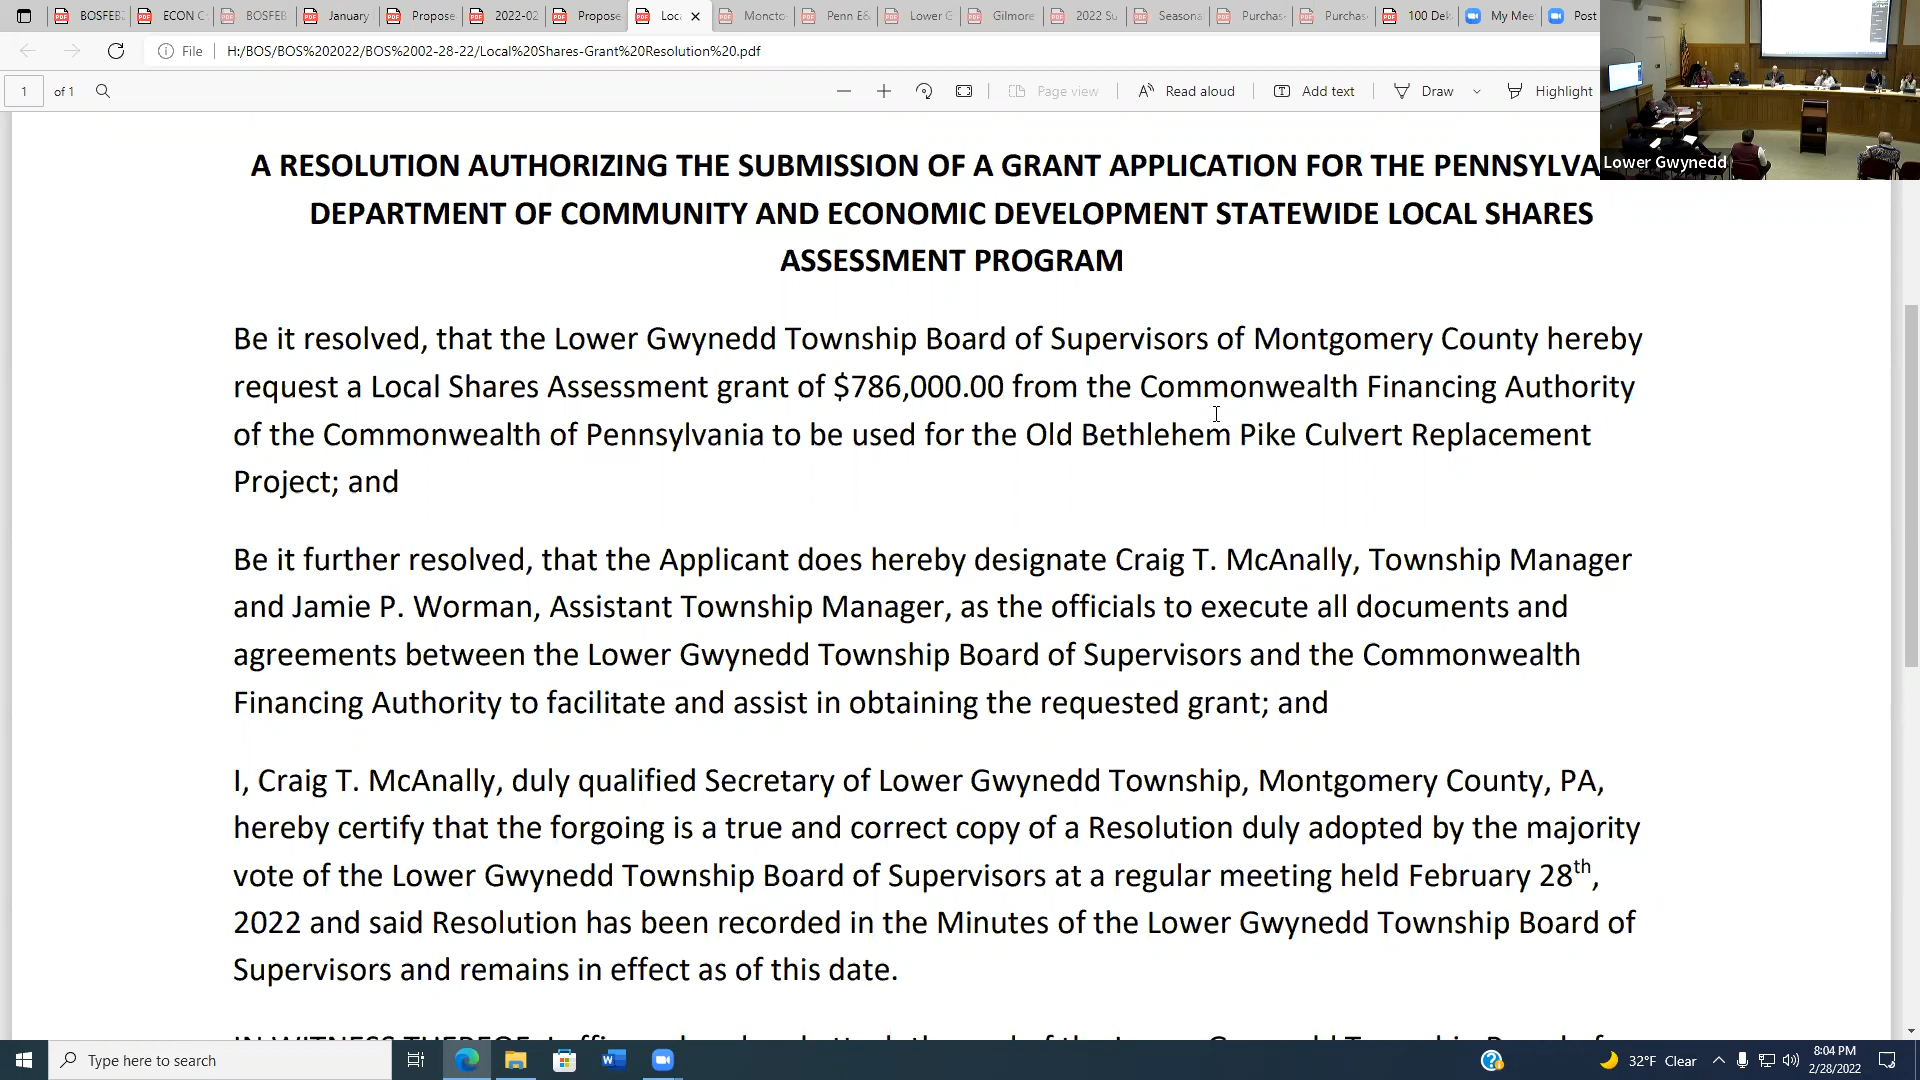 BOSFEB2
ECON C
BOSFEB
January
Propose
2022-02
Propose
Loc
Moncto
Penn E&
Lower G
Gilmore
2022 Su
Seasona
Purchas
Purchas
100 Dek
My Mee
Post
File
H:/BOS/BOS%202022/BOS%2002-28-22/Local%20Shares-Grant%20Resolution%20.pdf
1 of 1
Page view
Read aloud
Add text
Draw
Highlight
Lower Gwynedd
A RESOLUTION AUTHORIZING THE SUBMISSION OF A GRANT APPLICATION FOR THE PENNSYLVA
DEPARTMENT OF COMMUNITY AND ECONOMIC DEVELOPMENT STATEWIDE LOCAL SHARES
ASSESSMENT PROGRAM
Be it resolved, that the Lower Gwynedd Township Board of Supervisors of Montgomery County hereby
request a Local Shares Assessment grant of $786,000.00 from the Commonwealth Financing Authority
of the Commonwealth of Pennsylvania to be used for the Old Bethlehem Pike Culvert Replacement
Project; and
Be it further resolved, that the Applicant does hereby designate Craig T. McAnally, Township Manager
and Jamie P. Worman, Assistant Township Manager, as the officials to execute all documents and
agreements between the Lower Gwynedd Township Board of Supervisors and the Commonwealth
Financing Authority to facilitate and assist in obtaining the requested grant; and
I, Craig T. McAnally, duly qualified Secretary of Lower Gwynedd Township, Montgomery County, PA,
hereby certify that the forgoing is a true and correct copy of a Resolution duly adopted by the majority
vote of the Lower Gwynedd Township Board of Supervisors at a regular meeting held February 28th,
2022 and said Resolution has been recorded in the Minutes of the Lower Gwynedd Township Board of
Supervisors and remains in effect as of this date.
Type here to search
32°F Clear
8:04 PM
2/28/2022